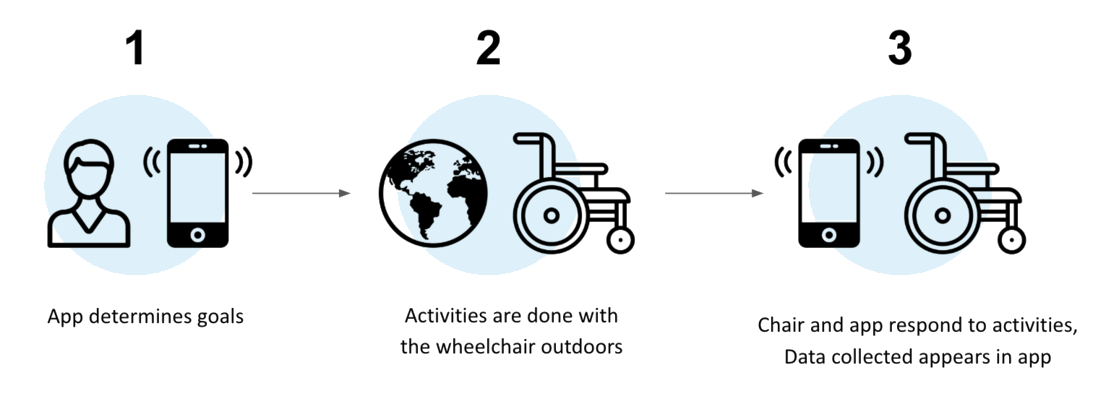 1
2
3
App determines goals
Activities are done with
the wheelchair outdoors
Chair and app respond to activities,
Data collected appears in app